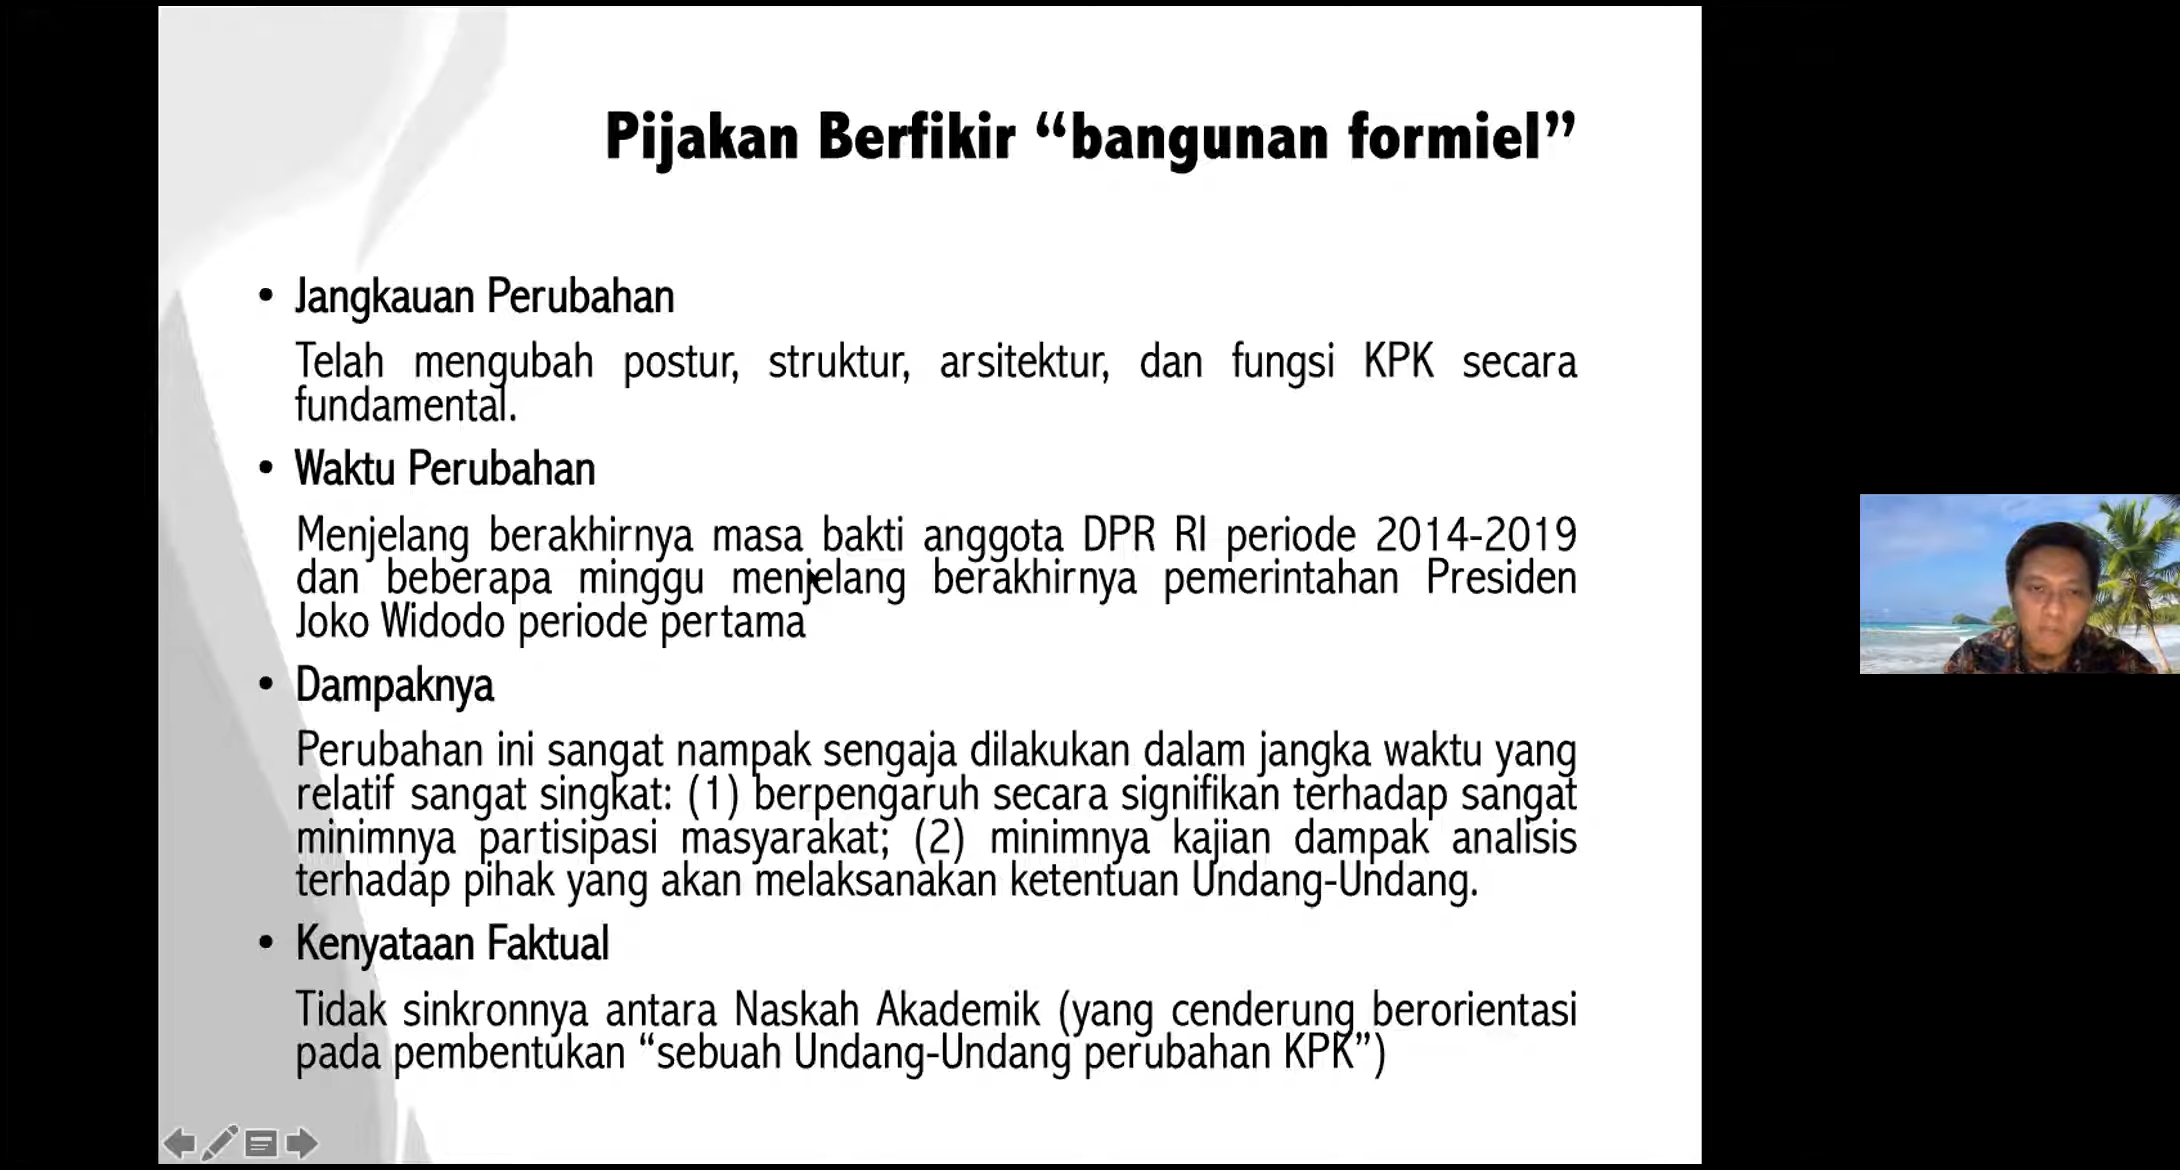 Pijakan Berfikir “bangunan formiel”
• Jangkauan Perubahan
Telah mengubah postur, struktur, arsitektur, dan fungsi KPK secara
fundamental.
• Waktu Perubahan
Menjelang berakhirnya masa bakti anggota DPR RI periode 2014-2019
dan beberapa minggu menjelang berakhirnya pemerintahan Presiden
Joko Widodo periode pertama
• Dampaknya
Perubahan ini sangat nampak sengaja dilakukan dalam jangka waktu yang
relatif sangat singkat: (1) berpengaruh secara signifikan terhadap sangat
minimnya partisipasi masyarakat; (2) minimnya kajian dampak analisis
terhadap pihak yang akan melaksanakan ketentuan Undang-Undang.
• Kenyataan Faktual
Tidak sinkronnya antara Naskah Akademik (yang cenderung berorientasi
pada pembentukan “sebuah Undang-Undang perubahan KPK”)